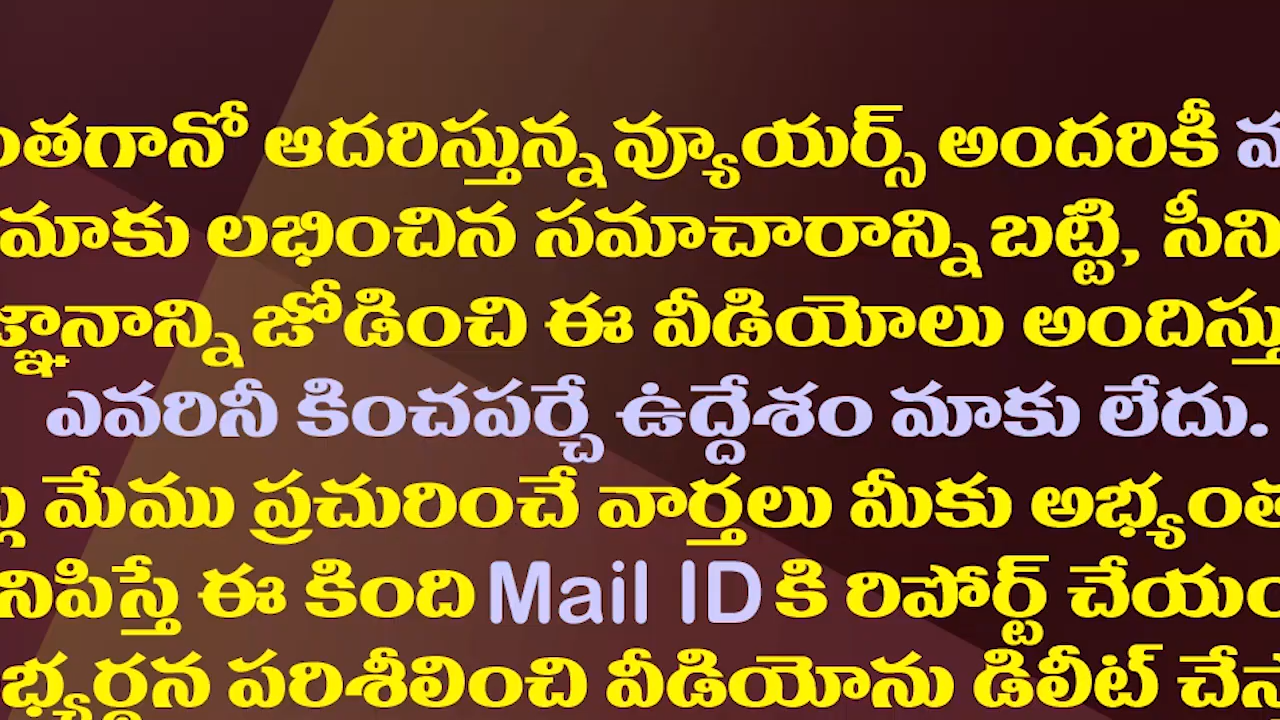 ంతగానో ఆదరిస్తున్న వ్యూయర్స్ అందరికీ
మాకు లభించిన సమాచారాన్ని బట్టి, సీని
జ్ఞానాన్ని జోడించి ఈ వీడియోలు అందిస్తు
ఎవరినీ కించపర్చే ఉద్దేశం మాకు లేదు.
మేము ప్రచురించే వార్తలు మీకు అభ్యంత
నిపిస్తే ఈ కింది Mail ID కి రిపోర్ట్ చేయం
భ్యర్థన పరిశీలించి వీడియోను డిలీట్ చేస